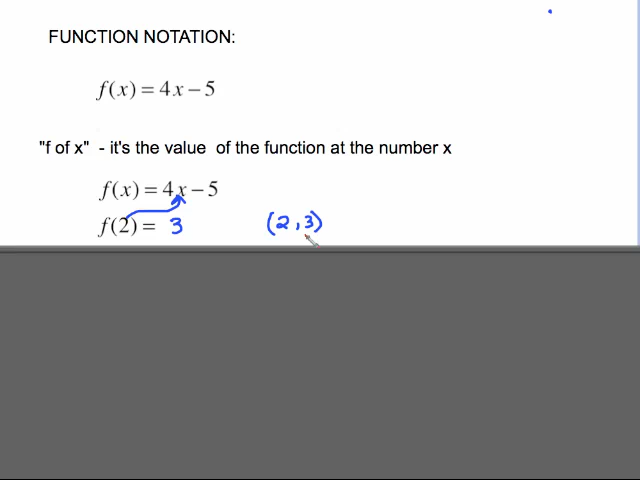 FUNCTION NOTATION:
f(x) = 4x - 5
"f of x" - it's the value of the function at the number x
f(x) = 4x - 5
f(2) = 3 (2, 3)